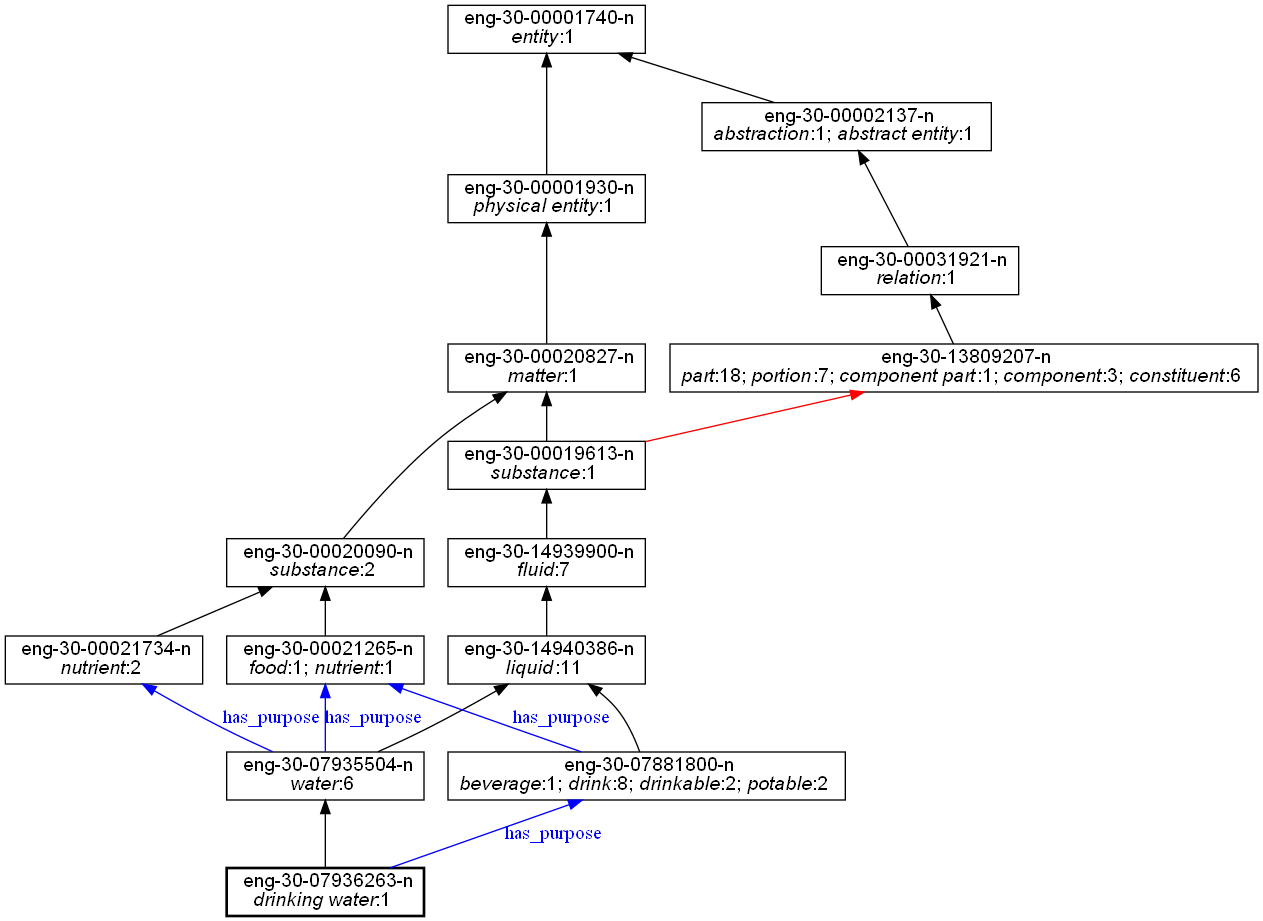 eng-30-00001740-n
entity:1
eng-30-00002137-n
abstraction:1; abstract entity:1
eng-30-00001930-n
physical entity:1
eng-30-00031921-n
relation:1
eng-30-00020827-n
matter:1
eng-30-13809207-n
part:18; portion:7; component part:1; component:3; constituent:6
eng-30-00019613-n
substance:1
eng-30-00020090-n
substance:2
eng-30-14939900-n
fluid:7
eng-30-00021734-n
nutrient:2
eng-30-00021265-n
food:1; nutrient:1
eng-30-14940386-n
liquid:11
has_purpose
has_purpose
has_purpose
eng-30-07935504-n
water:6
eng-30-07881800-n
beverage:1; drink:8; drinkable:2; potable:2
has_purpose
eng-30-07936263-n
drinking water:1